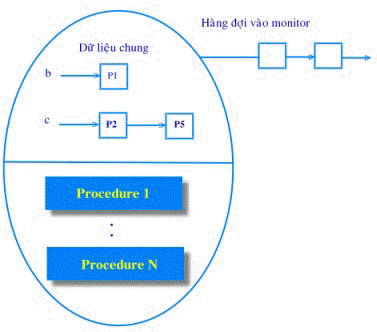 Hàng đợi vào monitor
Dữ liệu chung
b
P1
c
P2
P5
Procedure 1
:
Procedure N